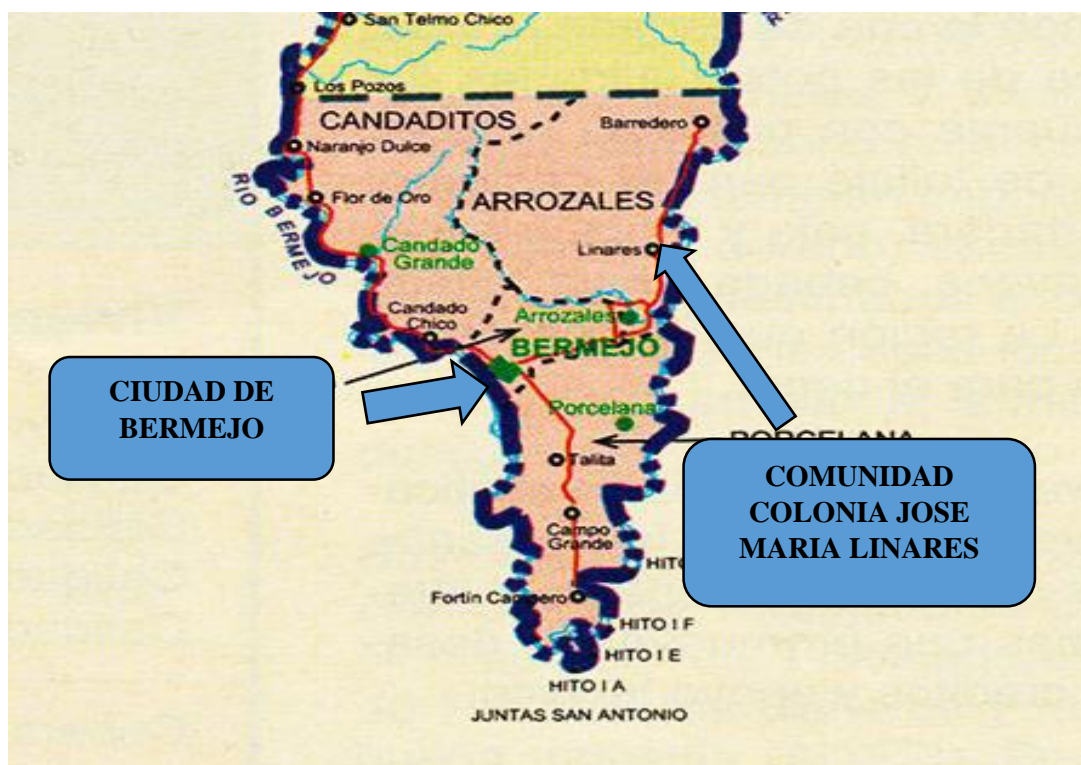 San Telmo Chico
Los Pozos
CANDADITOS
Barredero
Naranjo Dulce
Flor de Oro
ARROZALES
RIO BERMEJO
Linares
Candado
Grande
Candado
Chico
Arrozales
BERMEJO
CIUDAD DE
BERMEJO
Porcelana
PORCELANA
Talita
COMUNIDAD
COLONIA JOSE
MARIA LINARES
Campo
Grande
HITO
Fortín Campero
HITO I F
HITO I E
HITO I A
JUNTAS SAN ANTONIO